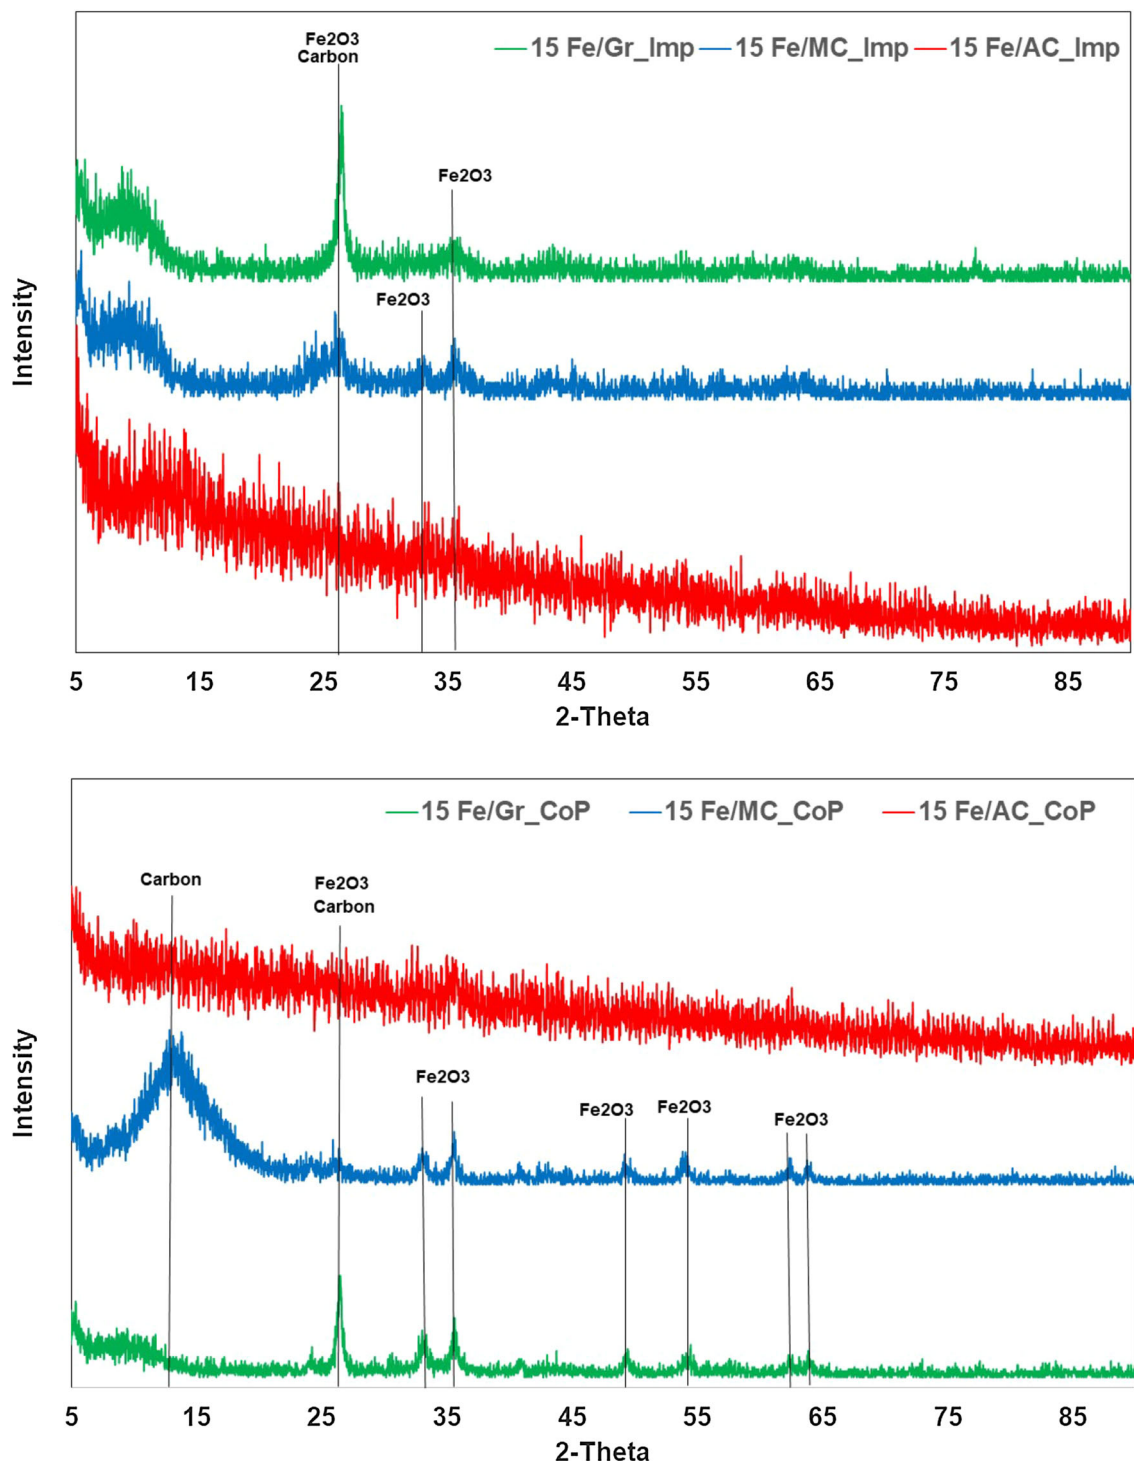 15 Fe/Gr_Imp 15 Fe/MC_Imp 15 Fe/AC_Imp
Fe2O3
Carbon
Fe2O3
Fe2O3
Intensity
5 15 25 35 45 55 65 75 85
2-Theta
15 Fe/Gr_CoP 15 Fe/MC_CoP 15 Fe/AC_CoP
Carbon
Fe2O3
Carbon
Fe2O3
Fe2O3
Fe2O3
Fe2O3
Intensity
5 15 25 35 45 55 65 75 85
2-Theta